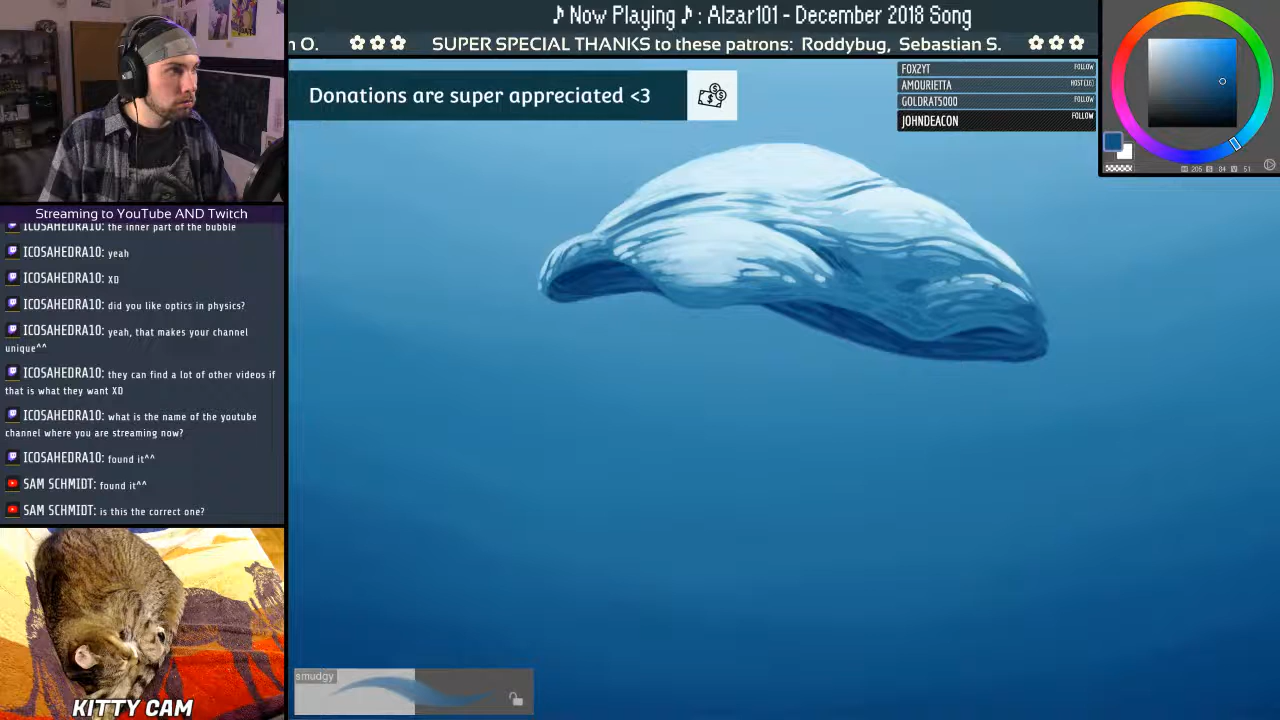 ♪ Now Playing ♪ : Alzar101 - December 2018 Song
n O. ✿ ✿ ✿ SUPER SPECIAL THANKS to these patrons: Roddybug, Sebastian S. ✿ ✿ ✿
Donations are super appreciated <3
FOX2YT FOLLOW
AMOURIETTA HOST [16]
GOLDRAT5000 FOLLOW
JOHNDEACON FOLLOW
H 205 S 84 V 51
Streaming to YouTube AND Twitch
ICOSAHEDRA10: the inner part of the bubble
ICOSAHEDRA10: yeah
ICOSAHEDRA10: XD
ICOSAHEDRA10: did you like optics in physics?
ICOSAHEDRA10: yeah, that makes your channel
unique^^
ICOSAHEDRA10: they can find a lot of other videos if
that is what they want XD
ICOSAHEDRA10: what is the name of the youtube
channel where you are streaming now?
ICOSAHEDRA10: found it^^
SAM SCHMIDT: found it^^
SAM SCHMIDT: is this the correct one?
KITTY CAM
smudgy